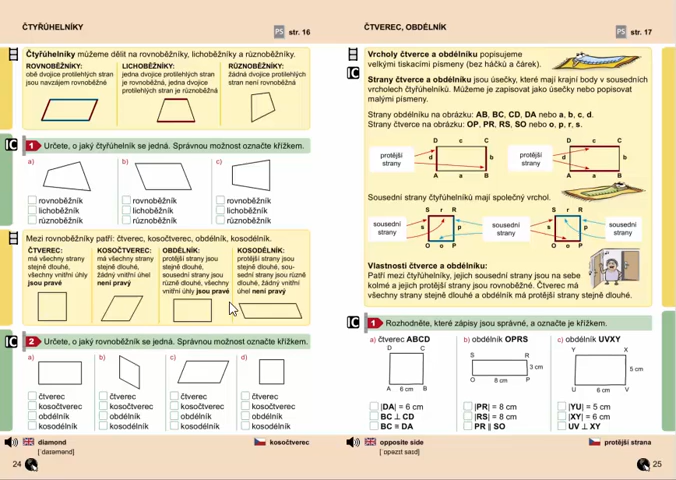 ČTYŘÚHELNÍKY
PS str. 16
Čtyřúhelníky můžeme dělit na rovnoběžníky, lichoběžníky a různoběžníky.
ROVNOBĚŽNÍKY:
obě dvojice protilehlých stran
jsou navzájem rovnoběžné
LICHOBĚŽNÍKY:
jedna dvojice protilehlých stran
je rovnoběžná, jedna dvojice
protilehlých stran je různoběžná
RŮZNOBĚŽNÍKY:
žádná dvojice protilehlých
stran není rovnoběžná
1 Určete, o jaký čtyřúhelník se jedná. Správnou možnost označte křížkem.
a)
rovnoběžník
lichoběžník
různoběžník
b)
rovnoběžník
lichoběžník
různoběžník
c)
rovnoběžník
lichoběžník
různoběžník
Mezi rovnoběžníky patří: čtverec, kosočtverec, obdélník, kosodélník.
ČTVEREC:
má všechny strany
stejně dlouhé,
všechny vnitřní úhly
jsou pravé
KOSOČTVEREC:
má všechny strany
stejně dlouhé,
žádný vnitřní úhel
není pravý
OBDÉLNÍK:
protější strany jsou
stejně dlouhé,
sousední strany jsou
různě dlouhé, všechny
vnitřní úhly jsou pravé
KOSODÉLNÍK:
protější strany jsou
stejně dlouhé, sou-
sední strany jsou různě
dlouhé, žádný vnitřní
úhel není pravý
2 Určete, o jaký rovnoběžník se jedná. Správnou možnost označte křížkem.
a)
čtverec
kosočtverec
obdélník
kosodélník
b)
čtverec
kosočtverec
obdélník
kosodélník
c)
čtverec
kosočtverec
obdélník
kosodélník
d)
čtverec
kosočtverec
obdélník
kosodélník
diamond
[ˈdaɪəmənd]
kosočtverec
24
ČTVEREC, OBDÉLNÍK
PS str. 17
Vrcholy čtverce a obdélníku popisujeme
velkými tiskacími písmeny (bez háčků a čárek).
Strany čtverce a obdélníku jsou úsečky, které mají krajní body v sousedních
vrcholech čtyřúhelníků. Můžeme je zapisovat jako úsečky nebo popisovat
malými písmeny.
Strany obdélníku na obrázku: AB, BC, CD, DA nebo a, b, c, d.
Strany čtverce na obrázku: OP, PR, RS, SO nebo o, p, r, s.
protější
strany
D c C
d b
A a B
protější
strany
D c C
d b
A a B
Sousední strany čtyřúhelníků mají společný vrchol.
sousední
strany
S r R
s p
O o P
sousední
strany
sousední
strany
S r R
s p
O o P
sousední
strany
Vlastnosti čtverce a obdélníku:
Patří mezi čtyřúhelníky, jejich sousední strany jsou na sebe
kolmé a jejich protější strany jsou rovnoběžné. Čtverec má
všechny strany stejně dlouhé a obdélník má protější strany stejně dlouhé.
1 Rozhodněte, které zápisy jsou správné, a označte je křížkem.
a) čtverec ABCD
D C
A 6 cm B
|DA| = 6 cm
BC ⊥ CD
BC ≡ DA
b) obdélník OPRS
S R
3 cm
O 8 cm P
|PR| = 8 cm
|RS| = 8 cm
PR ∥ SO
c) obdélník UVXY
Y X
5 cm
U 6 cm V
|YU| = 5 cm
|XY| = 6 cm
UV ⊥ XY
opposite side
[ˈɒpəzɪt saɪd]
protější strana
25